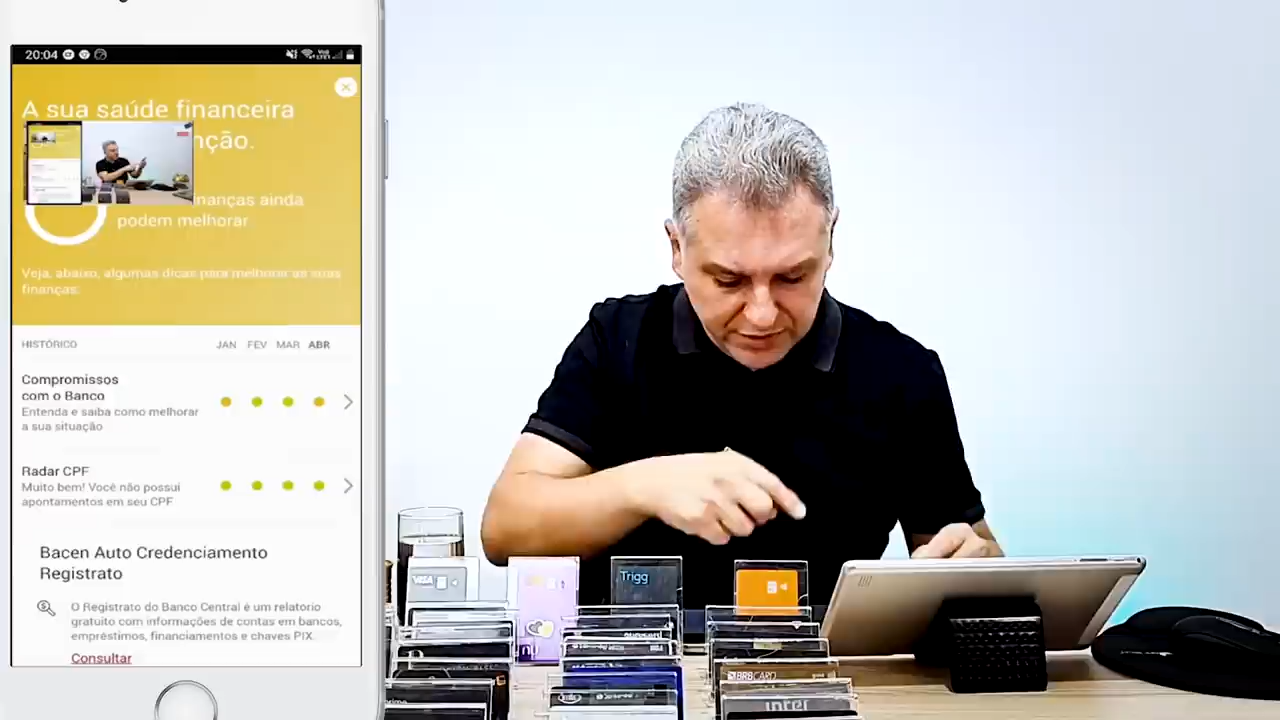 20:04
A sua saúde financeira
nção.
nanças ainda
podem melhorar
Veja, abaixo, algumas dicas para melhorar as suas
finanças:
HISTÓRICO JAN FEV MAR ABR
Compromissos
com o Banco
Entenda e saiba como melhorar
a sua situação
Radar CPF
Muito bem! Você não possui
apontamentos em seu CPF
Bacen Auto Credenciamento
Registrato
O Registrato do Banco Central é um relatório
gratuito com informações de contas em bancos,
empréstimos, financiamentos e chaves PIX.
Consultar
VISA
Trigg
nu
BRBCARD
inter